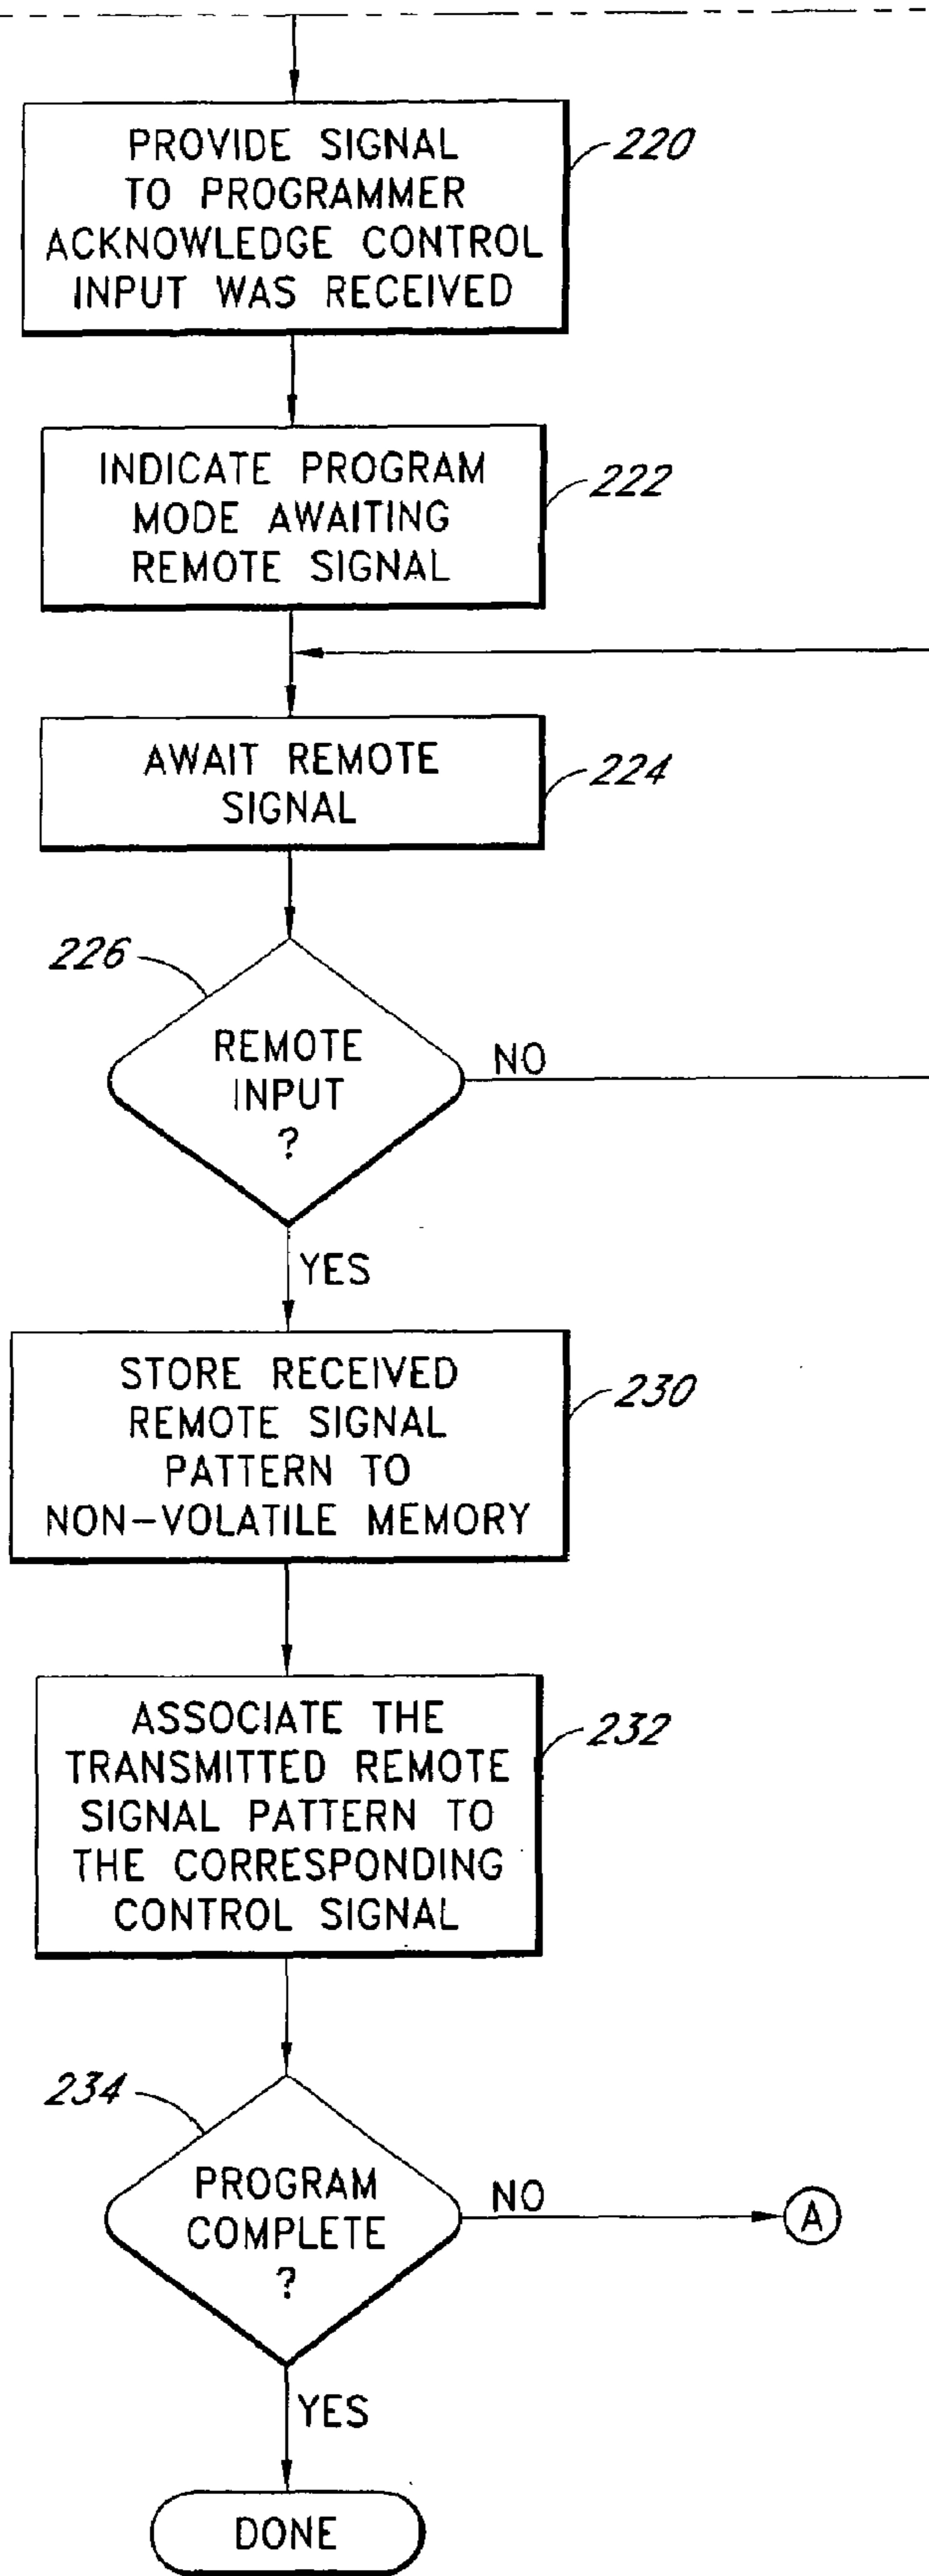 PROVIDE SIGNAL
TO PROGRAMMER
ACKNOWLEDGE CONTROL
INPUT WAS RECEIVED
220
INDICATE PROGRAM
MODE AWAITING
REMOTE SIGNAL
222
AWAIT REMOTE
SIGNAL
224
226
REMOTE
INPUT
?
NO
YES
STORE RECEIVED
REMOTE SIGNAL
PATTERN TO
NON-VOLATILE MEMORY
230
ASSOCIATE THE
TRANSMITTED REMOTE
SIGNAL PATTERN TO
THE CORRESPONDING
CONTROL SIGNAL
232
234
PROGRAM
COMPLETE
?
NO
A
YES
DONE